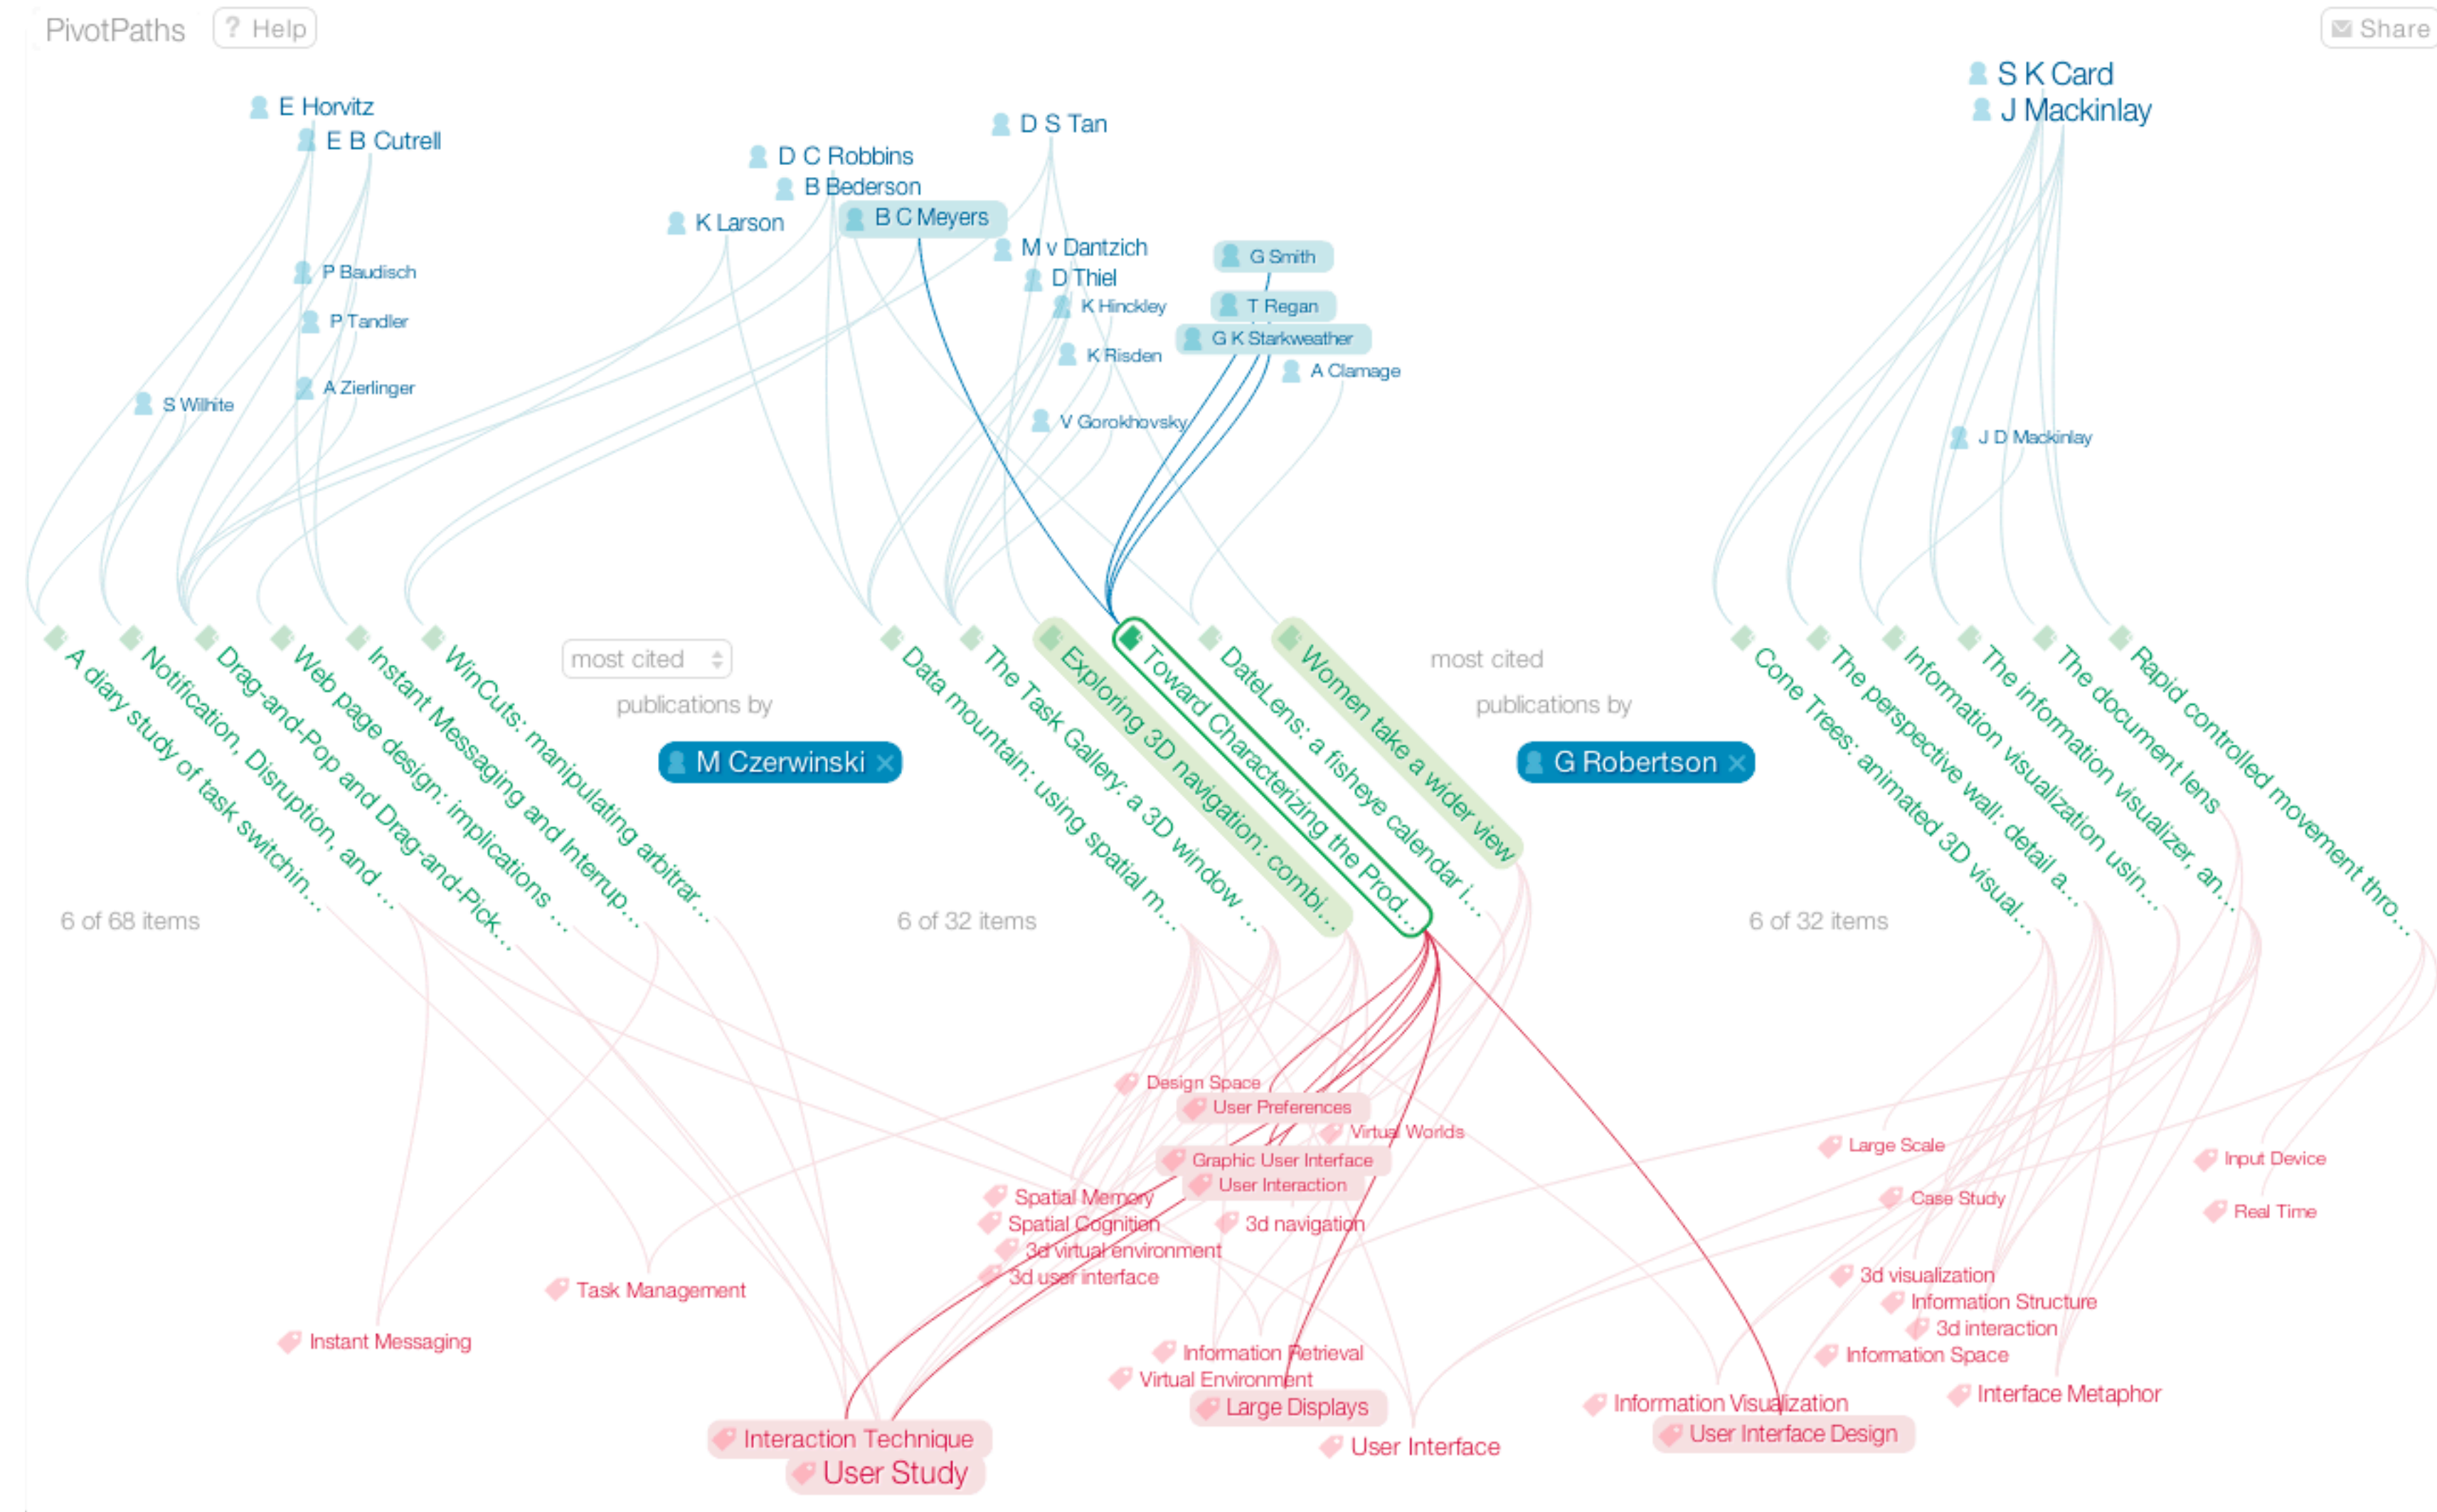 PivotPaths
? Help
Share
S K Card
J Mackinlay
E Horvitz
E B Cutrell
D S Tan
D C Robbins
B Bederson
B C Meyers
K Larson
M v Dantzich
D Thiel
K Hinckley
K Risden
V Gorokhovsky
G Smith
T Regan
G K Starkweather
A Clamage
P Baudisch
P Tandler
A Zierlinger
S Wilhite
J D Mackinlay
A diary study of task switchin...
Notification, Disruption, and ...
Drag-and-Pop and Drag-and-Pick...
Web page design: implications ...
Instant Messaging and Interrup...
WinCuts: manipulating arbitrar...
most cited
publications by
M Czerwinski
Data mountain: using spatial m...
The Task Gallery: a 3D window ...
Exploring 3D navigation: combi...
Toward Characterizing the Prod...
DateLens: a fisheye calendar i...
Women take a wider view
most cited
publications by
G Robertson
Cone Trees: animated 3D visual...
The perspective wall: detail a...
Information visualization usin...
The information visualizer, an...
The document lens
Rapid controlled movement thro...
6 of 68 items
6 of 32 items
6 of 32 items
Design Space
User Preferences
Virtual Worlds
Graphic User Interface
User Interaction
Spatial Memory
Spatial Cognition
3d navigation
3d virtual environment
3d user interface
Large Scale
Input Device
Case Study
Real Time
Task Management
Instant Messaging
3d visualization
Information Structure
3d interaction
Information Space
Information Retrieval
Virtual Environment
Large Displays
Interface Metaphor
Information Visualization
User Interface Design
Interaction Technique
User Interface
User Study